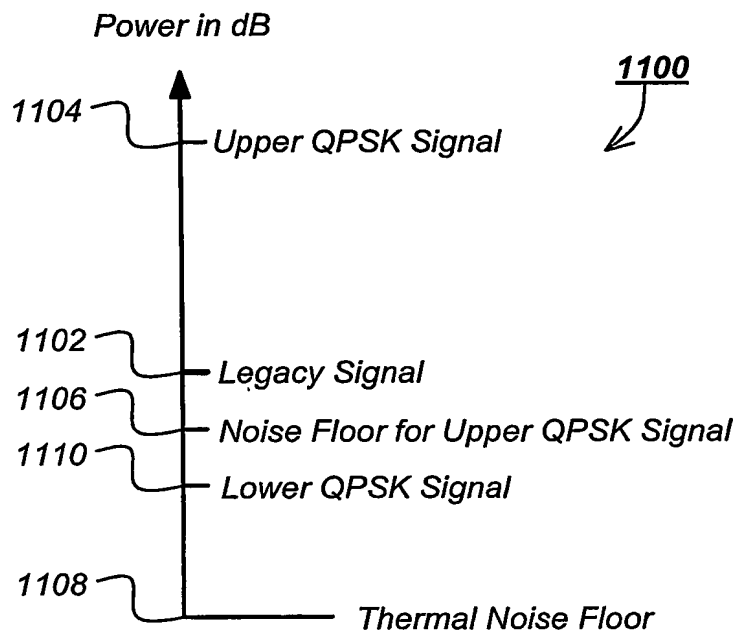 Power in dB
1100
1104
Upper QPSK Signal
1102
Legacy Signal
1106
Noise Floor for Upper QPSK Signal
1110
Lower QPSK Signal
1108
Thermal Noise Floor